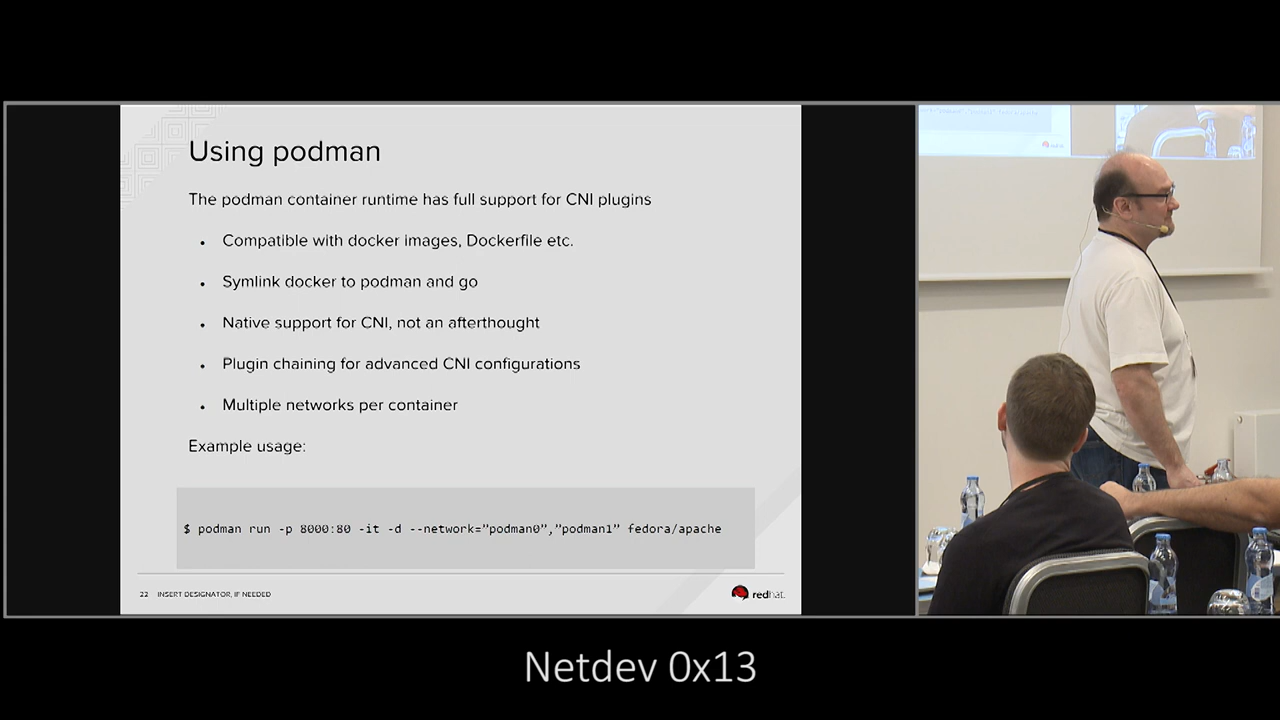 Using podman
The podman container runtime has full support for CNI plugins
• Compatible with docker images, Dockerfile etc.
• Symlink docker to podman and go
• Native support for CNI, not an afterthought
• Plugin chaining for advanced CNI configurations
• Multiple networks per container
Example usage:
$ podman run -p 8000:80 -it -d --network=”podman0”,”podman1” fedora/apache
22 INSERT DESIGNATOR, IF NEEDED
redhat.
Netdev 0x13